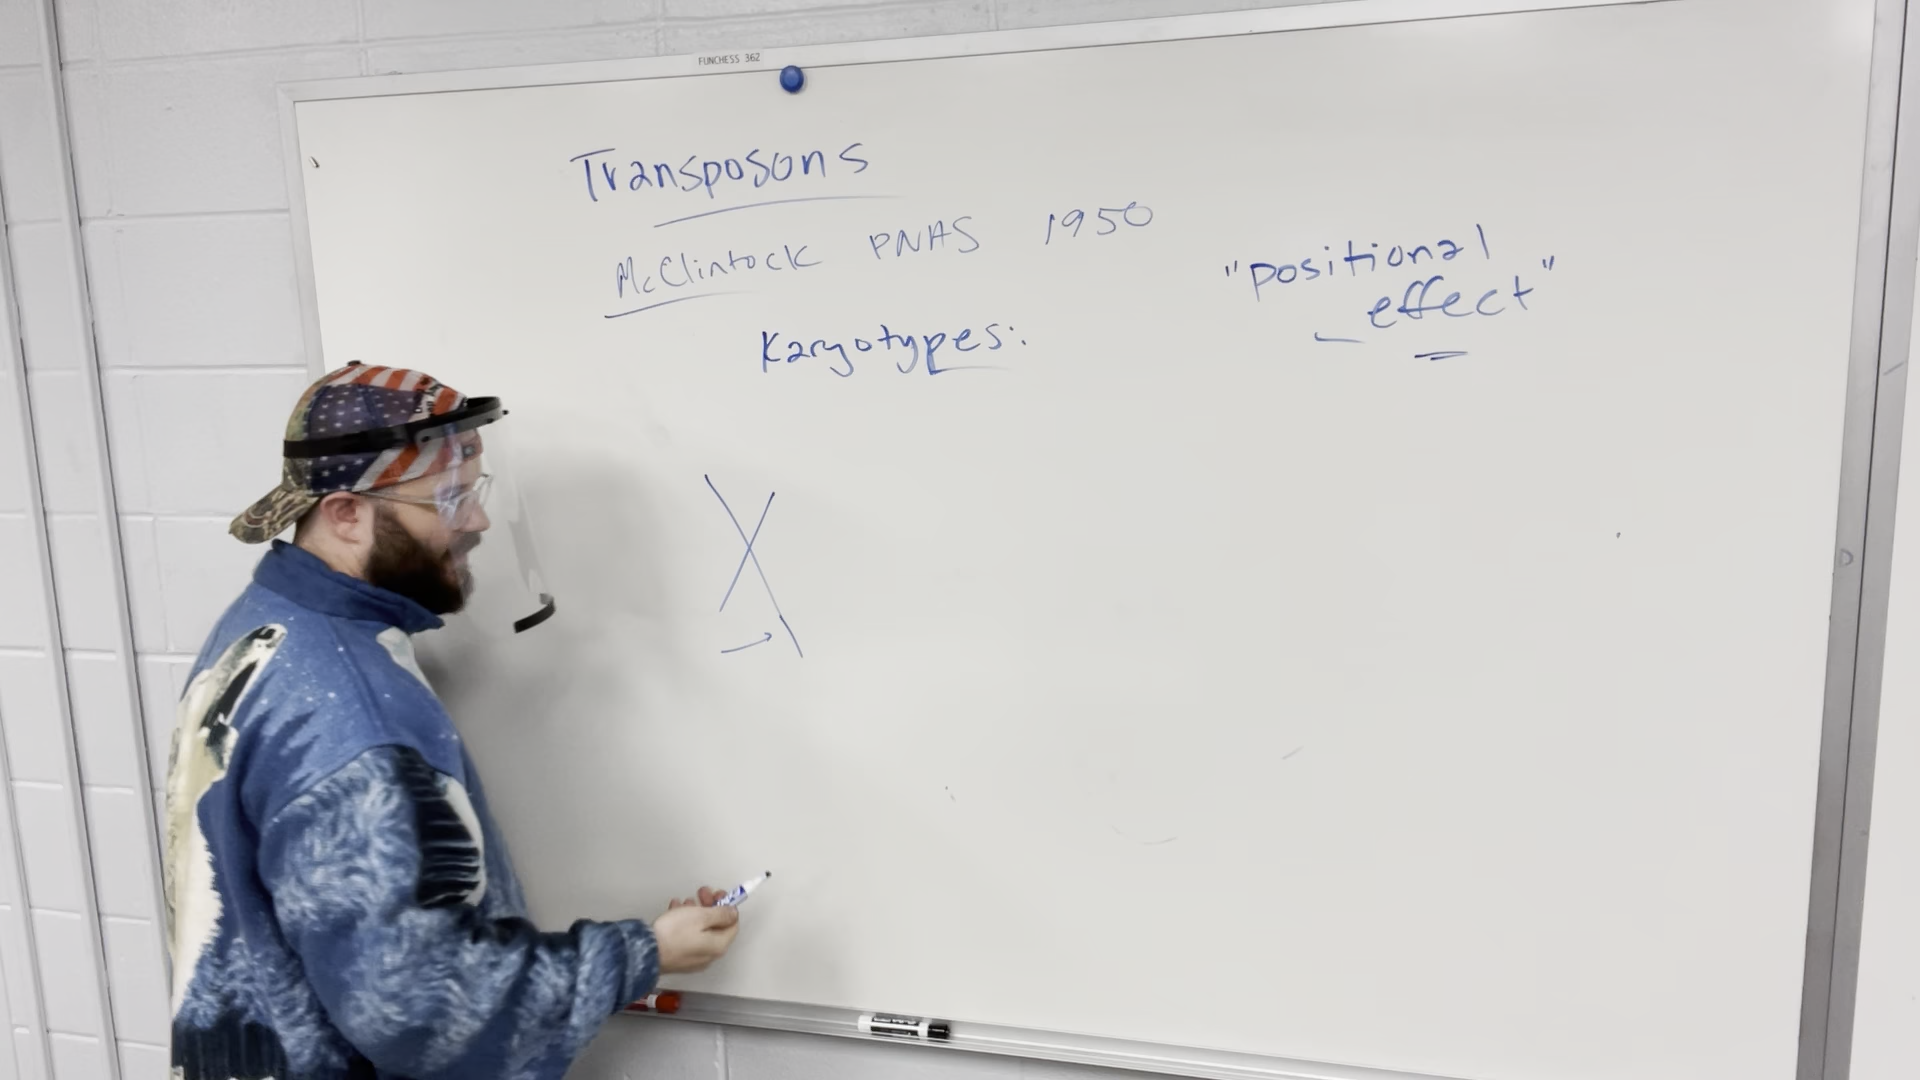 FUNCHESS 362
Transposons
McClintock PNAS 1950
"positional
effect"
Karyotypes: